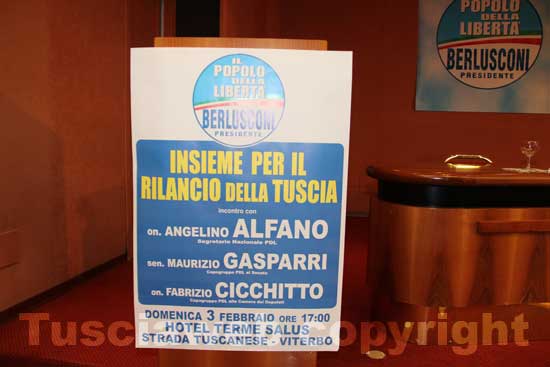 IL
POPOLO
DELLA
LIBERTÀ
BERLUSCONI
PRESIDENTE
INSIEME PER IL
RILANCIO DELLA TUSCIA
incontro con
on. ANGELINO ALFANO
Segretario Nazionale PDL
sen. MAURIZIO GASPARRI
Capogruppo PDL al Senato
on. FABRIZIO CICCHITTO
Capogruppo PDL alla Camera dei Deputati
DOMENICA 3 FEBBRAIO ORE 17:00
HOTEL TERME SALUS
STRADA TUSCANESE - VITERBO
POPOLO
DELLA
LIBERTÀ
BERLUSCONI
PRESIDENTE
Tuscia copyright